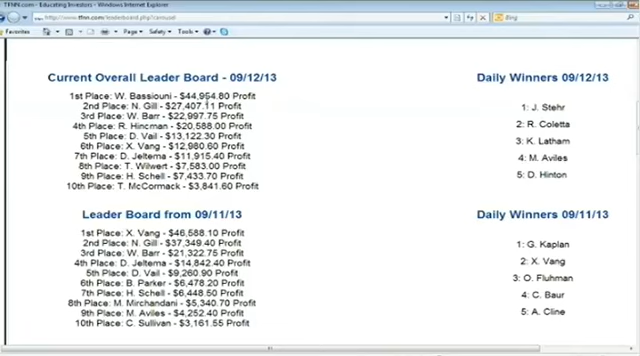 TFNN.com - Educating Investors - Windows Internet Explorer
http://www.tfnn.com/leaderboard.php?carousel
Bing
Favorites
Page
Safety
Tools
Current Overall Leader Board - 09/12/13
1st Place: W. Bassiouni - $44,954.80 Profit
2nd Place: N. Gill - $27,407.11 Profit
3rd Place: W. Barr - $22,997.75 Profit
4th Place: R. Hincman - $20,588.00 Profit
5th Place: D. Vail - $13,122.30 Profit
6th Place: X. Vang - $12,980.60 Profit
7th Place: D. Jeltema - $11,915.40 Profit
8th Place: T. Wilwert - $7,583.00 Profit
9th Place: H. Schell - $7,433.70 Profit
10th Place: T. McCormack - $3,841.60 Profit
Daily Winners 09/12/13
1: J. Stehr
2: R. Coletta
3: K. Latham
4: M. Aviles
5: D. Hinton
Leader Board from 09/11/13
1st Place: X. Vang - $46,588.10 Profit
2nd Place: N. Gill - $37,349.40 Profit
3rd Place: W. Barr - $21,322.75 Profit
4th Place: D. Jeltema - $14,842.40 Profit
5th Place: D. Vail - $9,260.90 Profit
6th Place: B. Parker - $6,478.20 Profit
7th Place: H. Schell - $6,448.50 Profit
8th Place: M. Mirchandani - $5,340.70 Profit
9th Place: M. Aviles - $4,252.40 Profit
10th Place: C. Sullivan - $3,161.55 Profit
Daily Winners 09/11/13
1: G. Kaplan
2: X. Vang
3: O. Fluhman
4: C. Baur
5: A. Cline